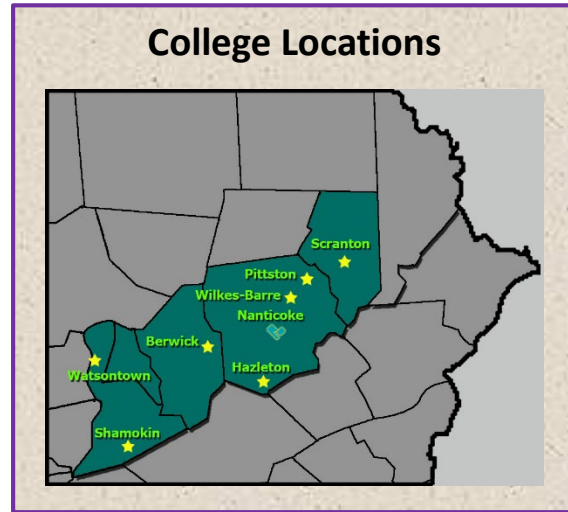 College Locations
Scranton
Pittston
Wilkes-Barre
Nanticoke
Berwick
Hazleton
Watsontown
Shamokin